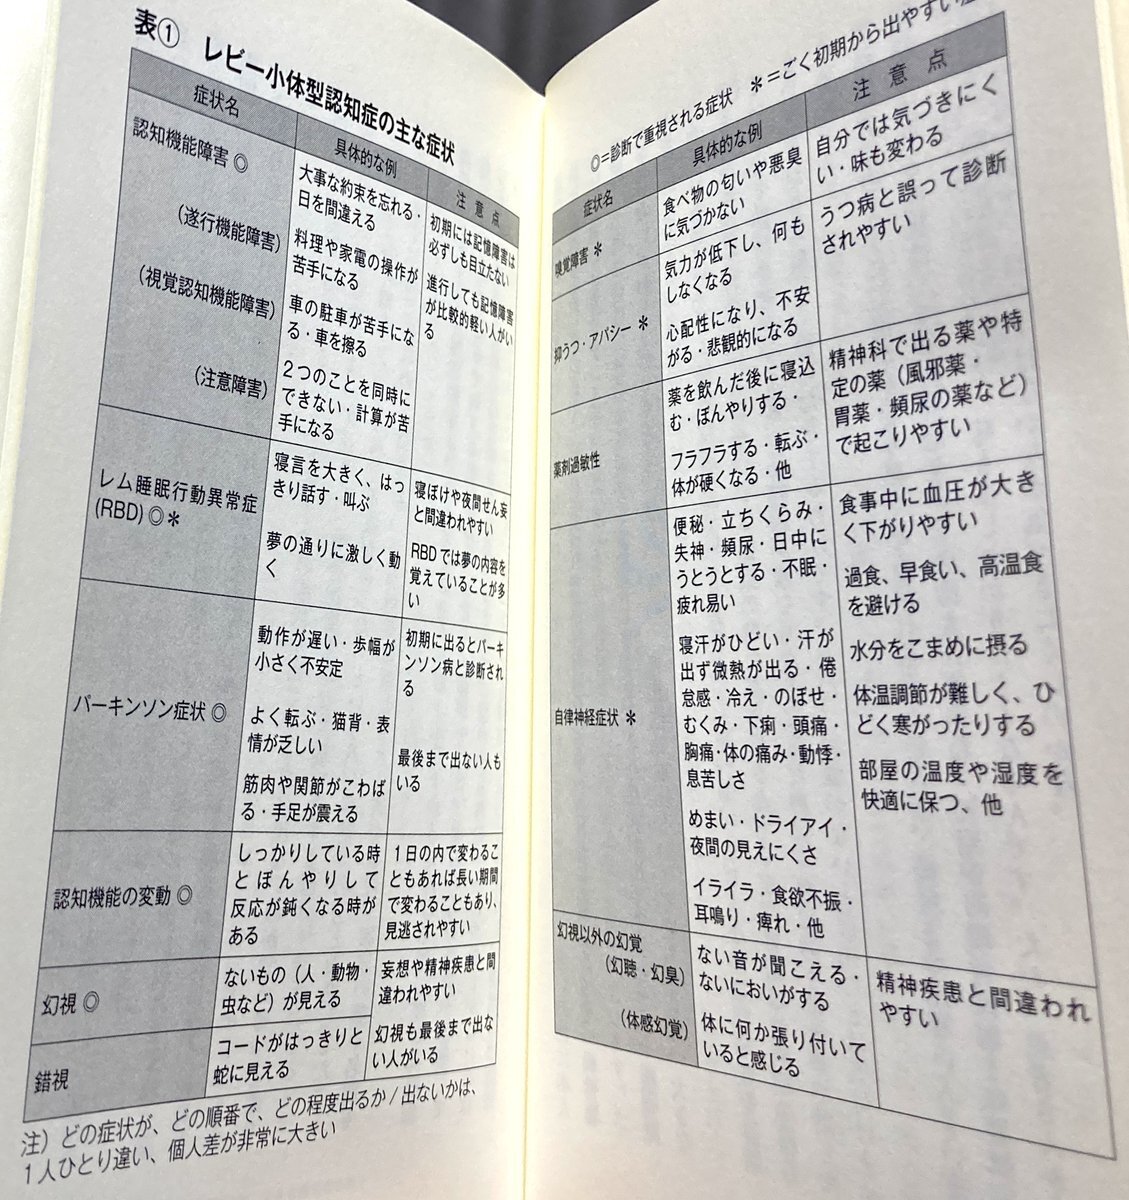 表① レビー小体型認知症の主な症状
症状名
具体的な例
注意点
認知機能障害◎
大事な約束を忘れる・
日を間違える
初期には記憶障害は
必ずしも目立たない
(遂行機能障害)
料理や家電の操作が
苦手になる
進行しても記憶障害
が比較的軽い人がい
る
(視覚認知機能障害)
車の駐車が苦手にな
る・車を擦る
(注意障害)
2つのことを同時に
できない・計算が苦
手になる
レム睡眠行動異常症
(RBD)◎＊
寝言を大きく、はっ
きり話す・叫ぶ
夢の通りに激しく動
く
寝ぼけや夜間せん妄
と間違われやすい
RBDでは夢の内容を
覚えていることが多
い
パーキンソン症状◎
動作が遅い・歩幅が
小さく不安定
よく転ぶ・猫背・表
情が乏しい
筋肉や関節がこわば
る・手足が震える
初期に出るとパーキ
ンソン病と診断され
る
最後まで出ない人も
いる
認知機能の変動◎
しっかりしている時
とぼんやりして
反応が鈍くなる時が
ある
1日の内で変わるこ
ともあれば長い期間
で変わることもあり、
見逃されやすい
幻視◎
ないもの(人・動物・
虫など)が見える
妄想や精神疾患と間
違われやすい
幻視も最後まで出な
い人がいる
錯視
コードがはっきりと
蛇に見える
注）どの症状が、どの順番で、どの程度出るか/出ないかは、
1人ひとり違い、個人差が非常に大きい
◎=診断で重視される症状 ＊=ごく初期から出やすい
症状名
具体的な例
注意点
嗅覚障害＊
食べ物の匂いや悪臭
に気づかない
自分では気づきにく
い・味も変わる
抑うつ・アパシー＊
気力が低下し、何も
しなくなる
心配性になり、不安
がる・悲観的になる
うつ病と誤って診断
されやすい
薬剤過敏性
薬を飲んだ後に寝込
む・ぼんやりする・
フラフラする・転ぶ・
体が硬くなる・他
精神科で出る薬や特
定の薬(風邪薬・
胃薬・頻尿の薬など)
で起こりやすい
自律神経症状＊
便秘・立ちくらみ・
失神・頻尿・日中に
うとうとする・不眠・
疲れ易い
寝汗がひどい・汗が
出ず微熱が出る・倦
怠感・冷え・のぼせ・
むくみ・下痢・頭痛・
胸痛・体の痛み・動悸・
息苦しさ
めまい・ドライアイ・
夜間の見えにくさ
イライラ・食欲不振・
耳鳴り・痺れ・他
食事中に血圧が大き
く下がりやすい
過食、早食い、高温食
を避ける
水分をこまめに摂る
体温調節が難しく、ひ
どく寒がったりする
部屋の温度や湿度を
快適に保つ、他
幻視以外の幻覚
(幻聴・幻臭)
(体感幻覚)
ない音が聞こえる・
ないにおいがする
体に何か張り付いて
いると感じる
精神疾患と間違われ
やすい